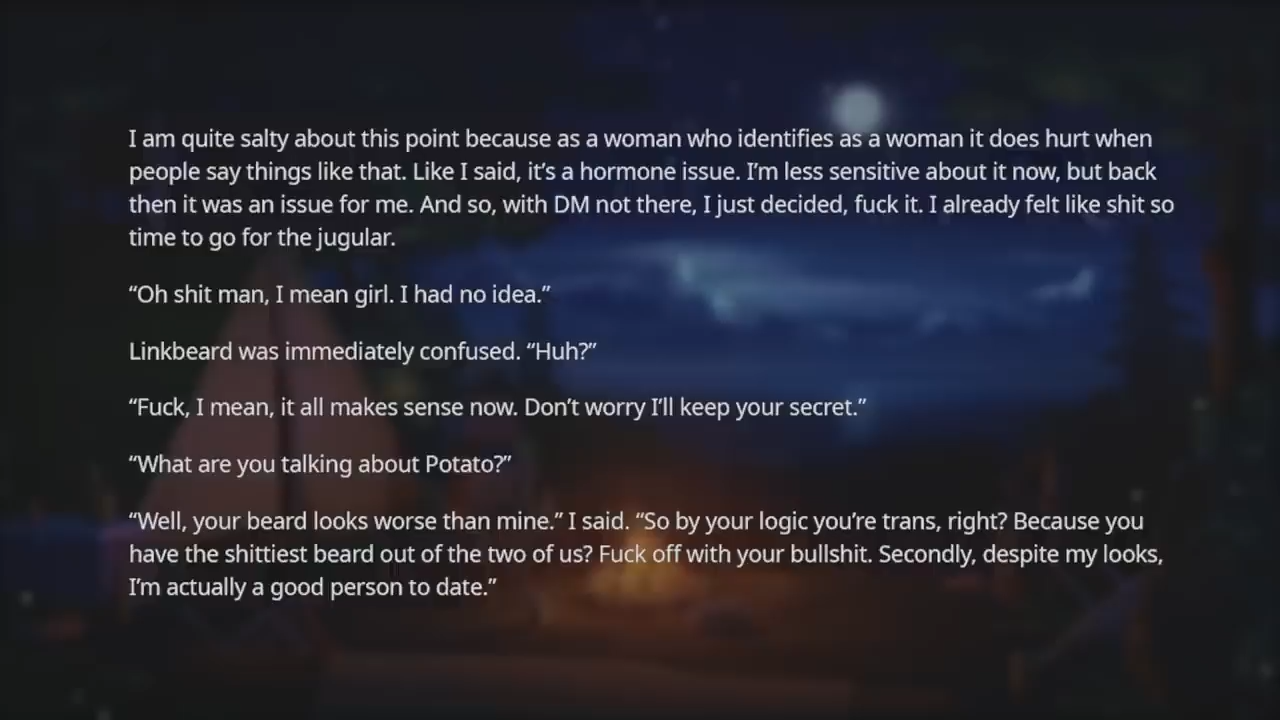 I am quite salty about this point because as a woman who identifies as a woman it does hurt when
people say things like that. Like I said, it’s a hormone issue. I’m less sensitive about it now, but back
then it was an issue for me. And so, with DM not there, I just decided, fuck it. I already felt like shit so
time to go for the jugular.
“Oh shit man, I mean girl. I had no idea.”
Linkbeard was immediately confused. “Huh?”
“Fuck, I mean, it all makes sense now. Don’t worry I’ll keep your secret.”
“What are you talking about Potato?”
“Well, your beard looks worse than mine.” I said. “So by your logic you’re trans, right? Because you
have the shittiest beard out of the two of us? Fuck off with your bullshit. Secondly, despite my looks,
I’m actually a good person to date.”